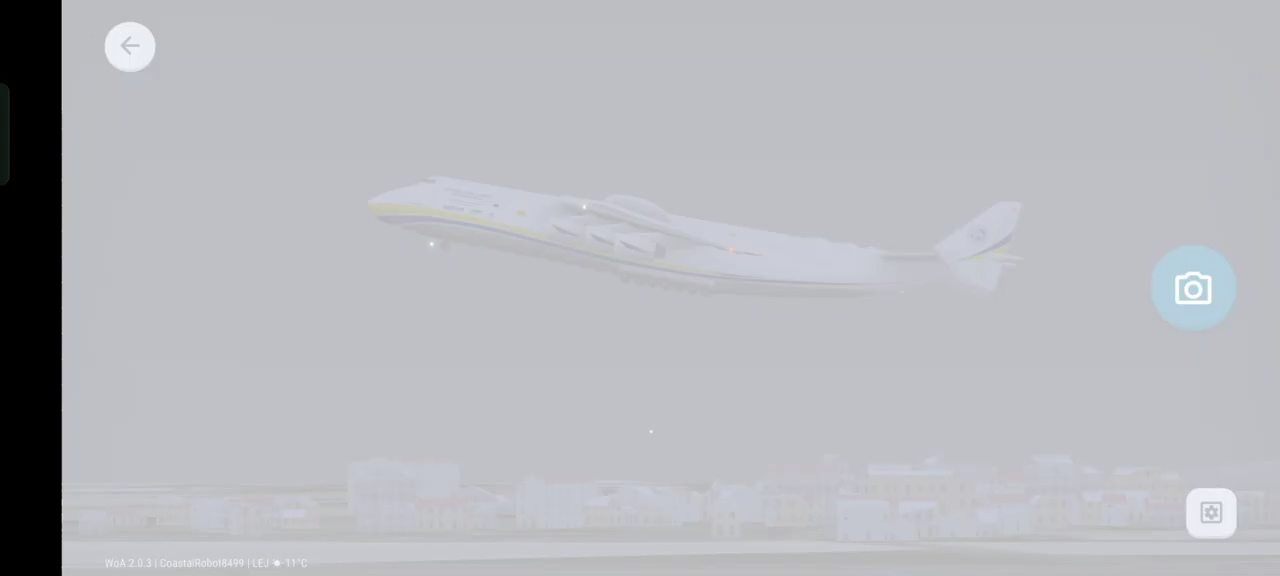 WoA 2.0.3 | CoastalRobot8499 | LEJ ☀ 11°C